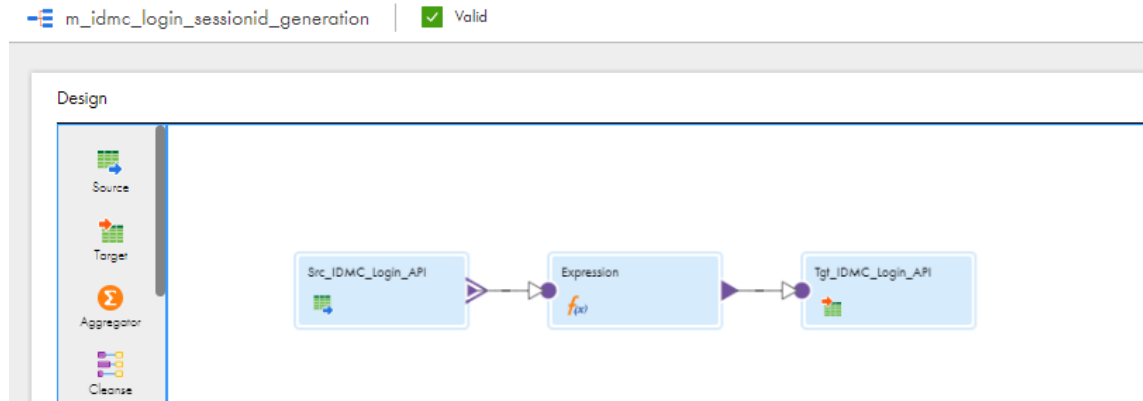 m_idmc_login_sessionid_generation
Valid
Design
Source
Target
Aggregator
Cleanse
Src_IDMC_Login_API
Expression
f(x)
Tgt_IDMC_Login_API